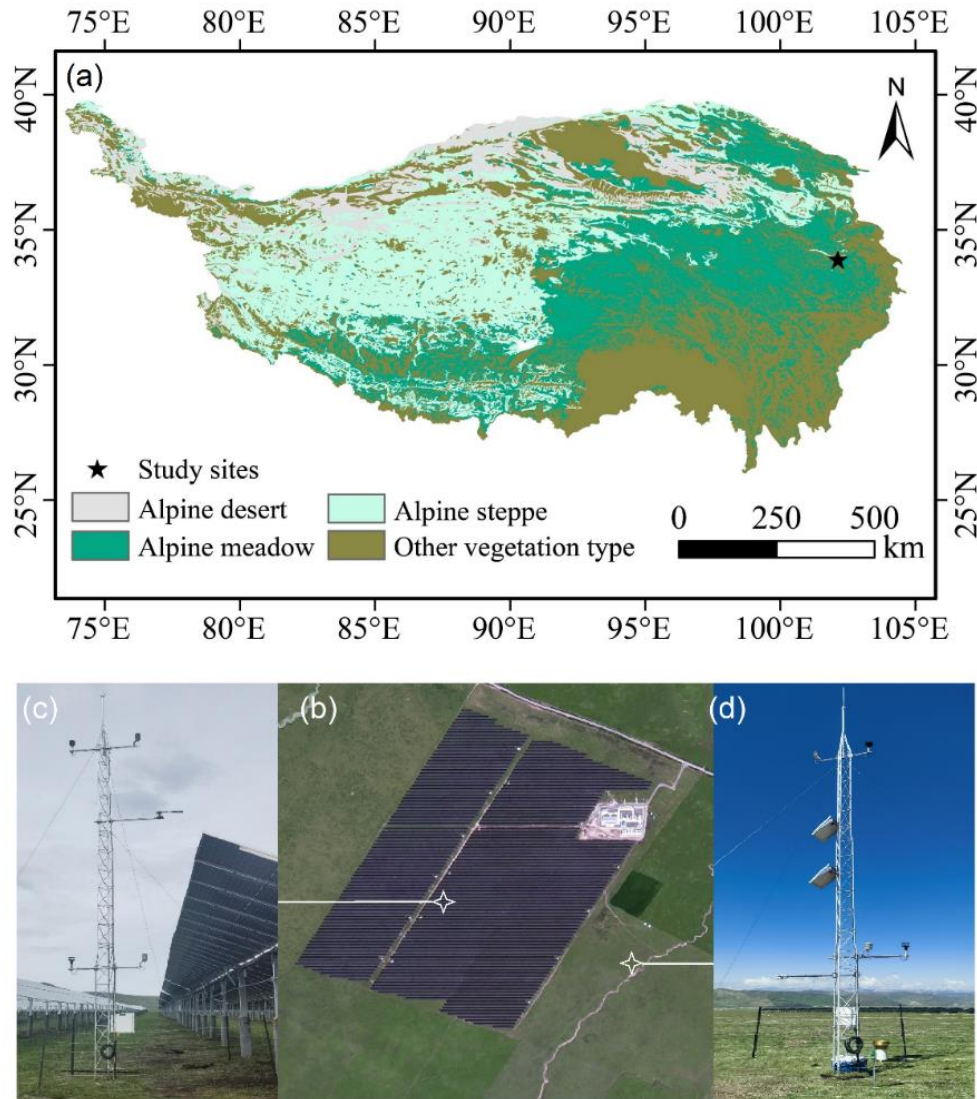 75°E 80°E 85°E 90°E 95°E 100°E 105°E
(a)
N
40°N 40°N
35°N 35°N
30°N 30°N
25°N 25°N
Study sites
Alpine desert Alpine steppe
Alpine meadow Other vegetation type
0 250 500
km
75°E 80°E 85°E 90°E 95°E 100°E 105°E
(c) (b) (d)